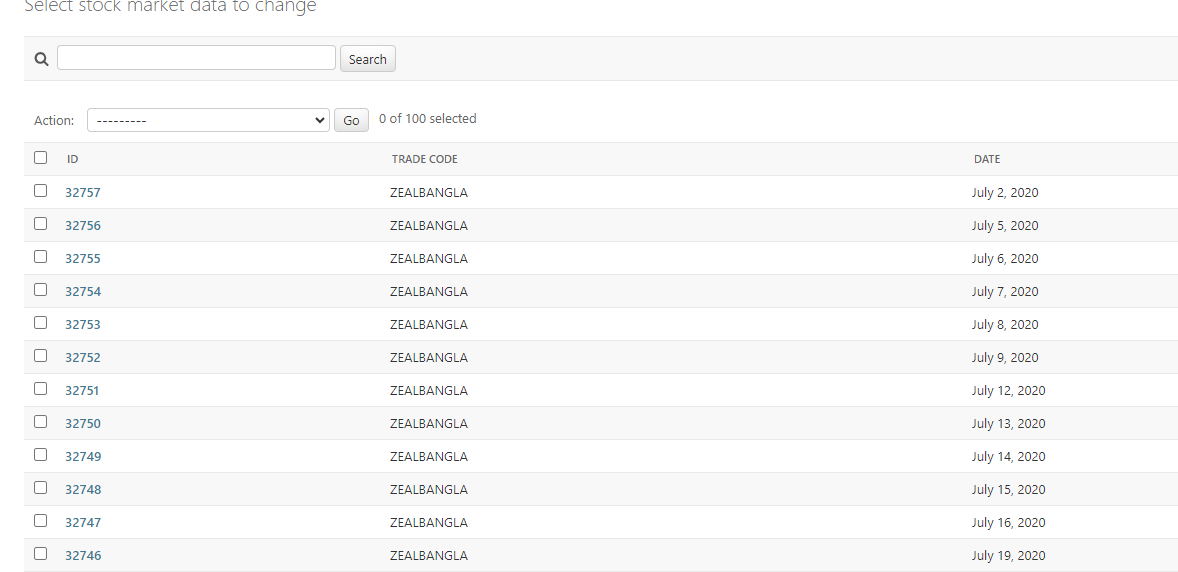 Select stock market data to change
Search
Action: --------- Go 0 of 100 selected
ID TRADE CODE DATE
32757 ZEALBANGLA July 2, 2020
32756 ZEALBANGLA July 5, 2020
32755 ZEALBANGLA July 6, 2020
32754 ZEALBANGLA July 7, 2020
32753 ZEALBANGLA July 8, 2020
32752 ZEALBANGLA July 9, 2020
32751 ZEALBANGLA July 12, 2020
32750 ZEALBANGLA July 13, 2020
32749 ZEALBANGLA July 14, 2020
32748 ZEALBANGLA July 15, 2020
32747 ZEALBANGLA July 16, 2020
32746 ZEALBANGLA July 19, 2020